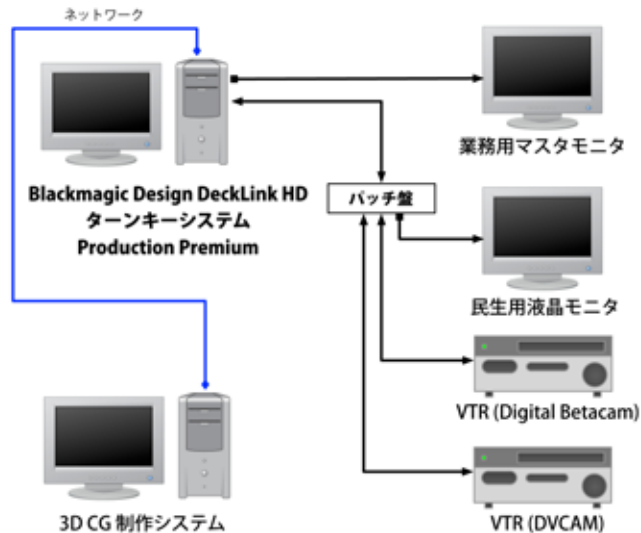 ネットワーク
業務用マスタモニタ
Blackmagic Design DeckLink HD
ターンキーシステム
Production Premium
パッチ盤
民生用液晶モニタ
VTR (Digital Betacam)
3D CG 制作システム
VTR (DVCAM)